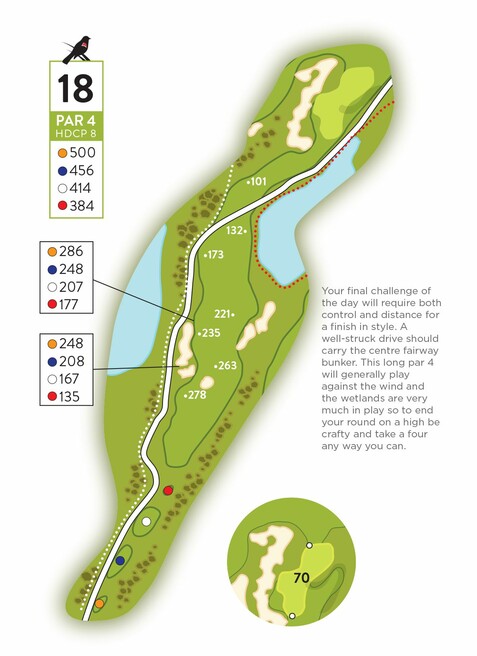 18
PAR 4
HDCP 8
500
456
414
384
101
132
173
286
248
207
177
221
235
248
208
167
135
263
278
Your final challenge of
the day will require both
control and distance for
a finish in style. A
well-struck drive should
carry the centre fairway
bunker. This long par 4
will generally play
against the wind and
the wetlands are very
much in play so to end
your round on a high be
crafty and take a four
any way you can.
70